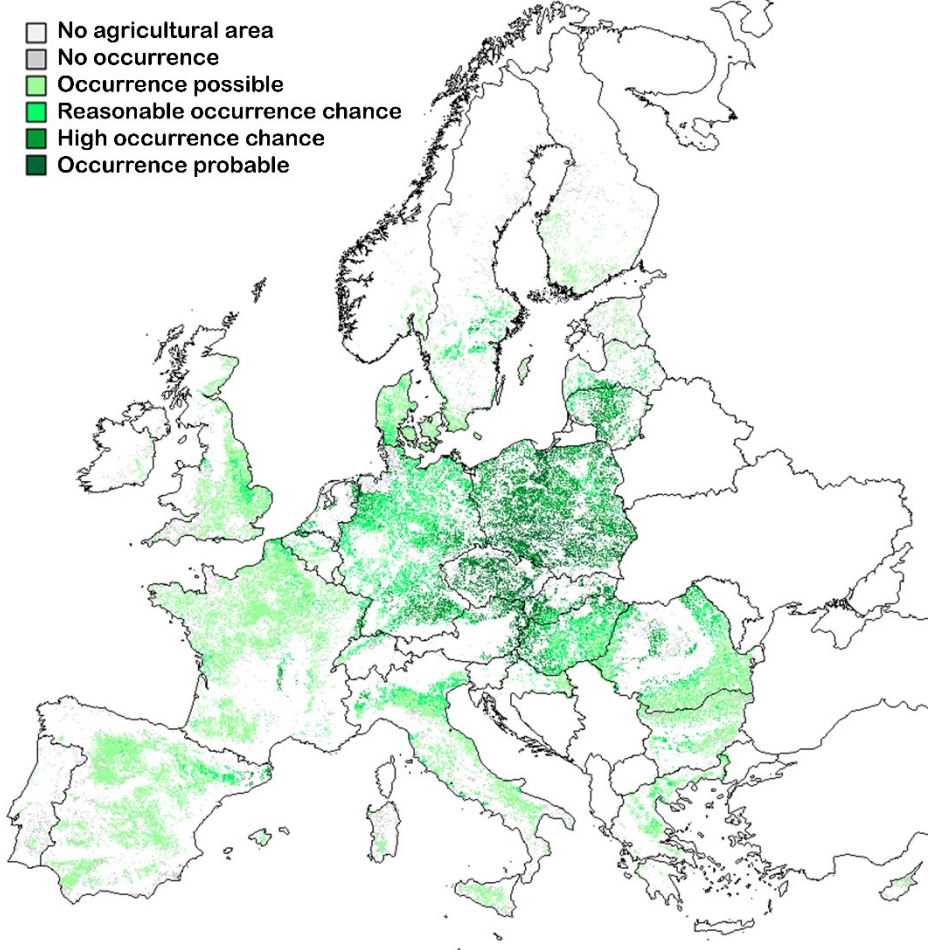 No agricultural area
No occurrence
Occurrence possible
Reasonable occurrence chance
High occurrence chance
Occurrence probable